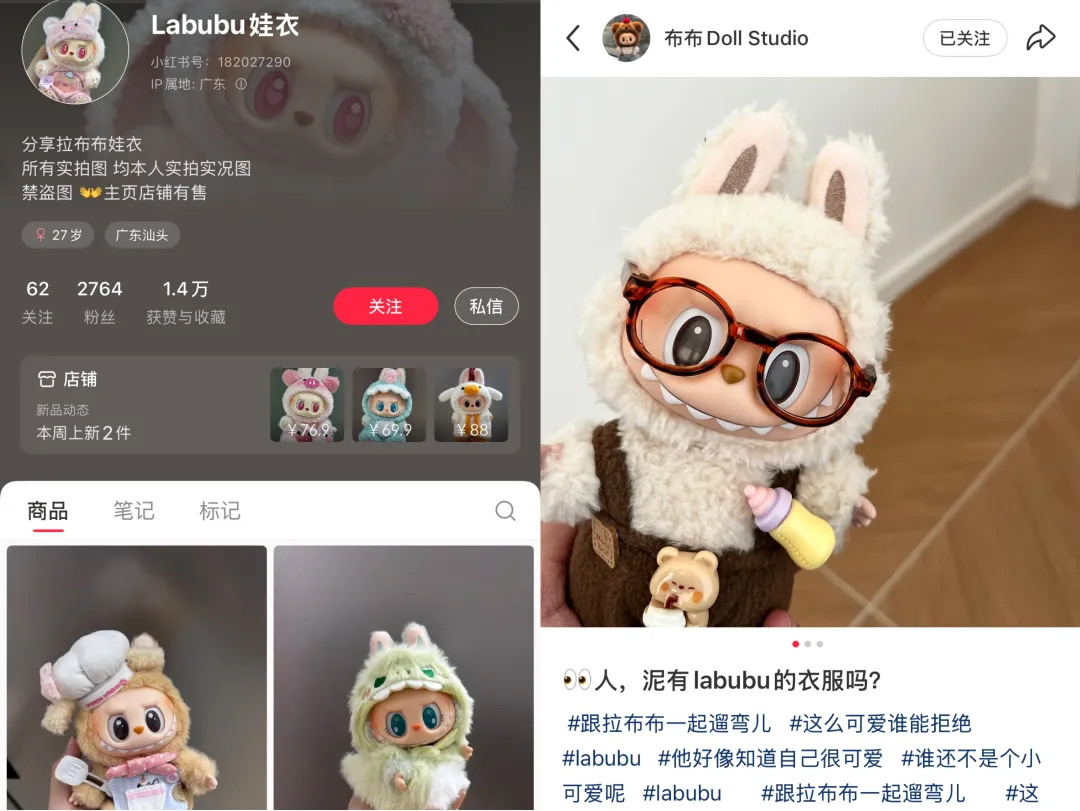 Labubu娃衣
小红书号：182027290
IP属地：广东
分享拉布布娃衣
所有实拍图 均本人实拍实况图
禁盗图 👐主页店铺有售
♀ 27岁
广东汕头
62 2764 1.4万
关注 粉丝 获赞与收藏
关注
私信
店铺
新品动态
本周上新2件
¥76.9
¥69.9
¥88
商品 笔记 标记
布布Doll Studio
已关注
👀人，泥有labubu的衣服吗？
#跟拉布布一起遛弯儿 #这么可爱谁能拒绝
#labubu #他好像知道自己很可爱 #谁还不是个小
可爱呢 #labubu #跟拉布布一起遛弯儿 #这